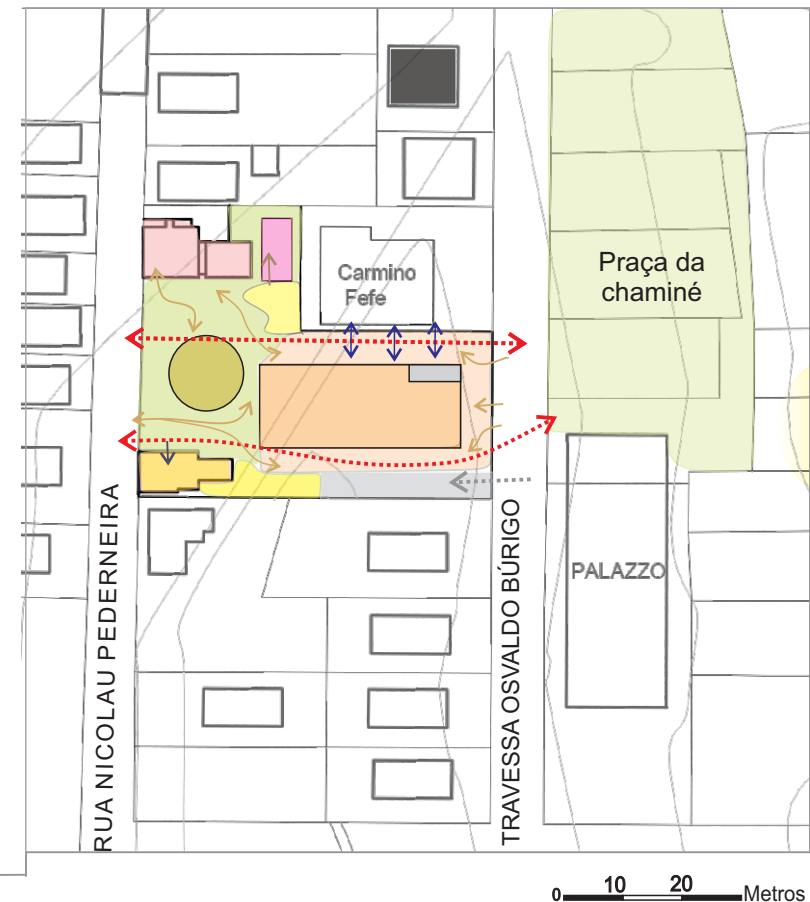 Carmino
Fefe
Praça da
chaminé
PALAZZO
RUA NICOLAU PEDERNEIRA
TRAVESSA OSVALDO BÚRIGO
0 10 20 Metros